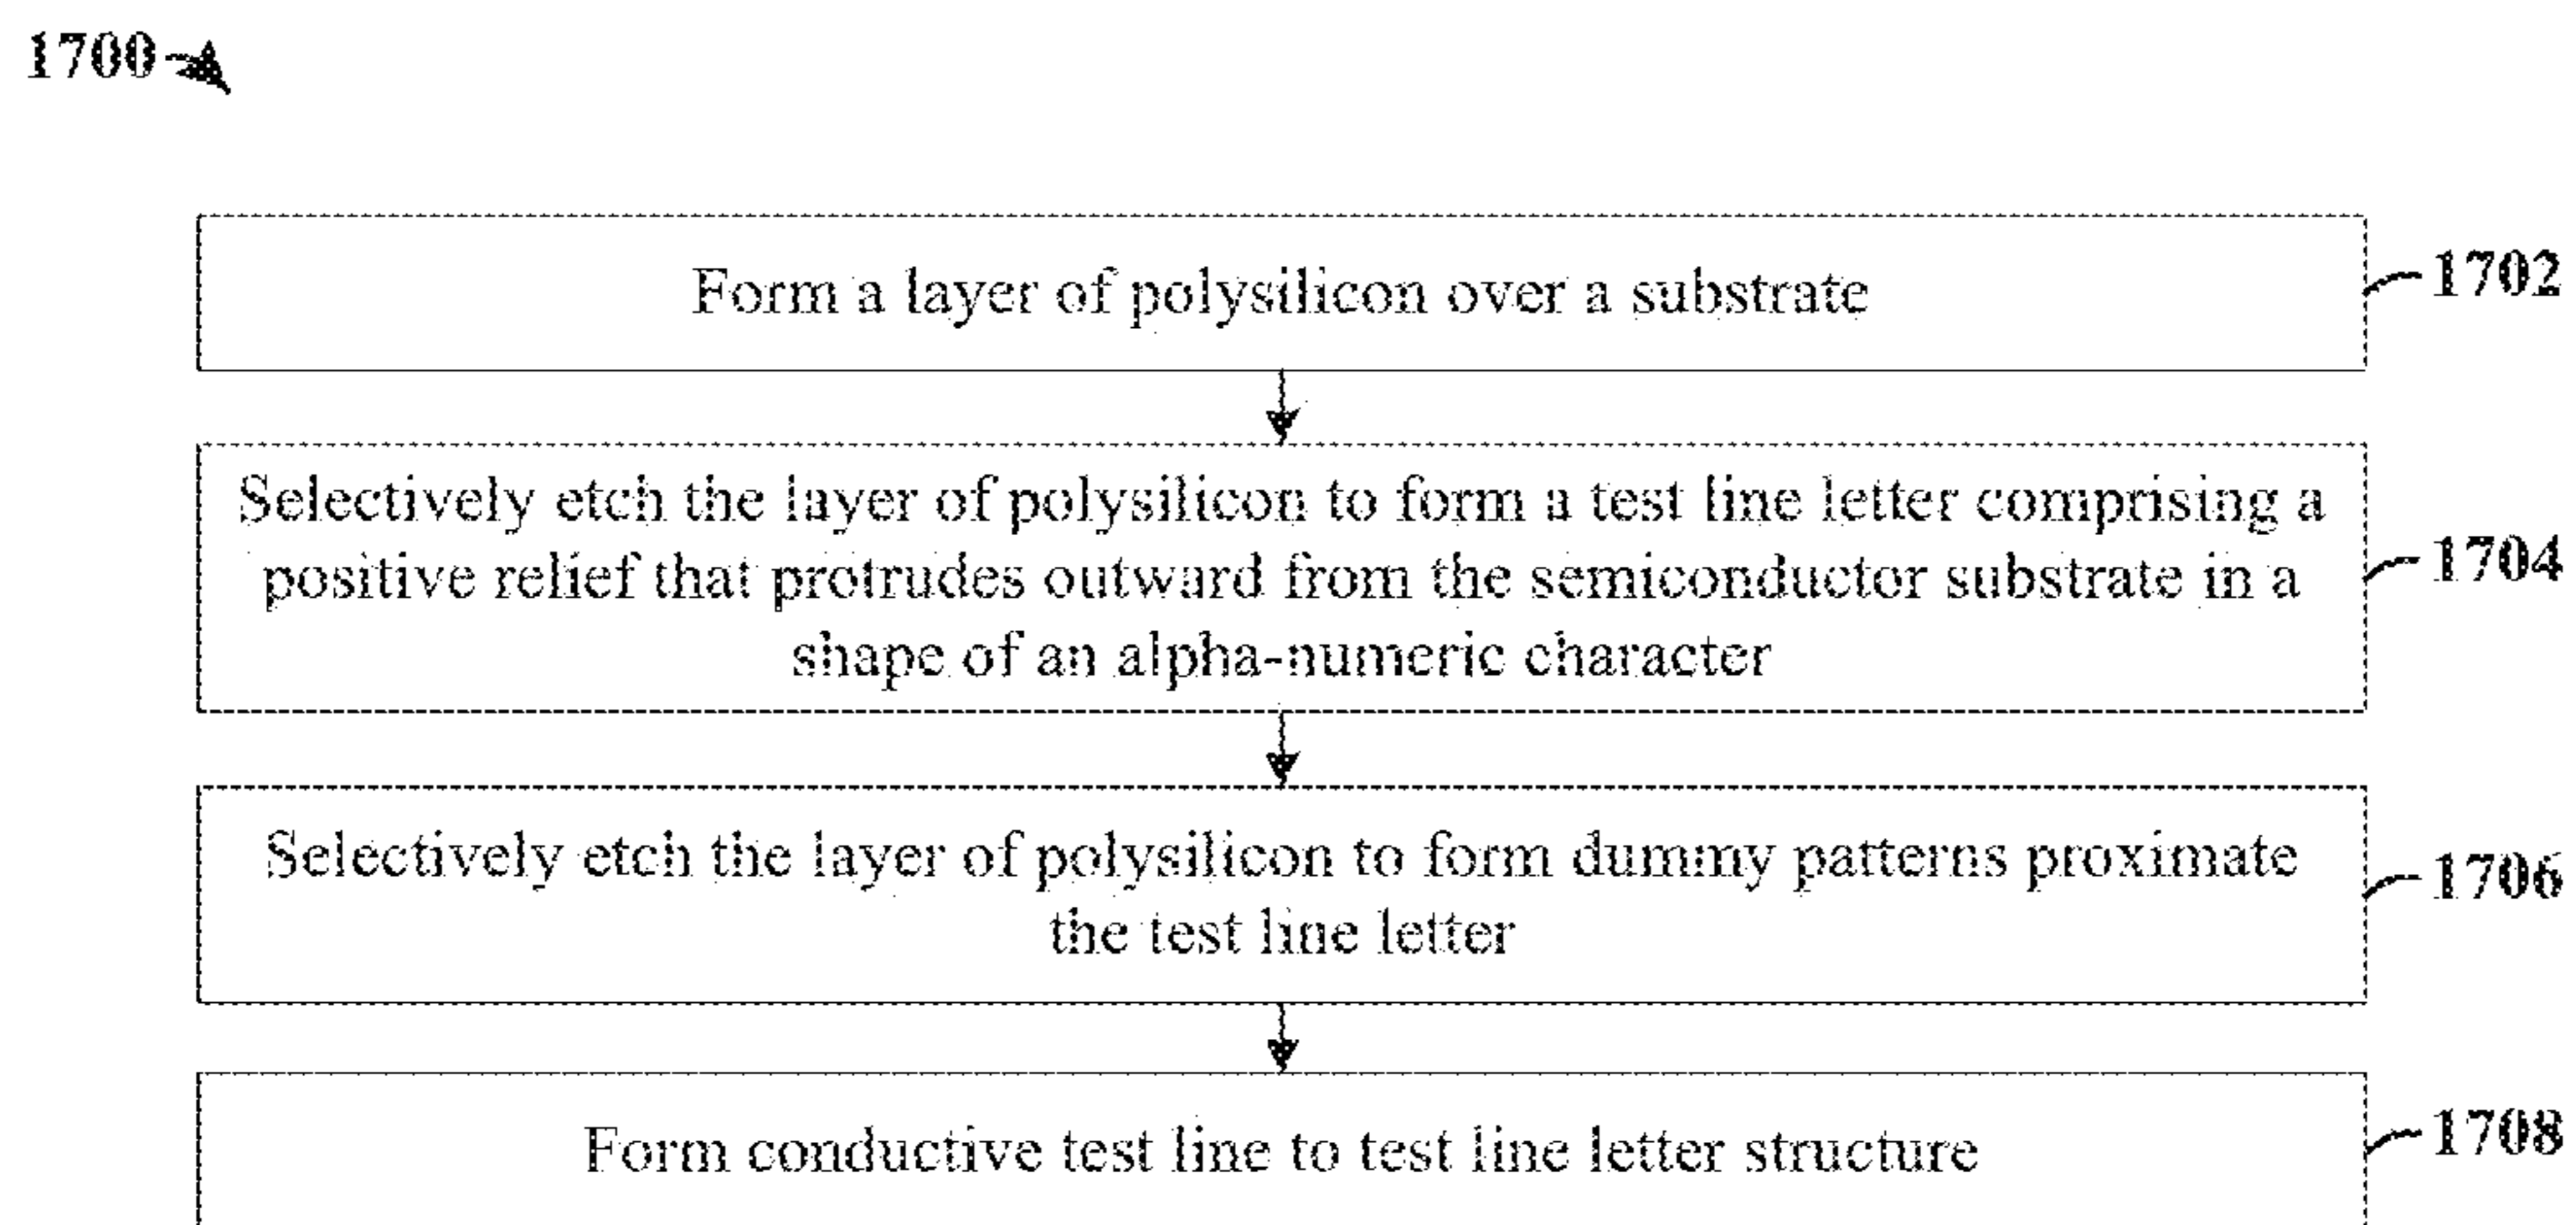 1700
Form a layer of polysilicon over a substrate
1702
Selectively etch the layer of polysilicon to form a test line letter comprising a
positive relief that protrudes outward from the semiconductor substrate in a
shape of an alpha-numeric character
1704
Selectively etch the layer of polysilicon to form dummy patterns proximate
the test line letter
1706
Form conductive test line to test line letter structure
1708